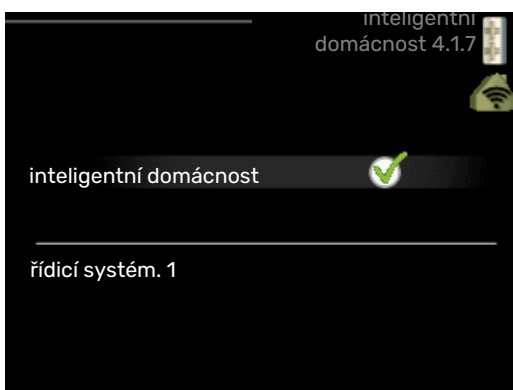 inteligentní
domácnost 4.1.7
inteligentní domácnost
řídicí systém. 1